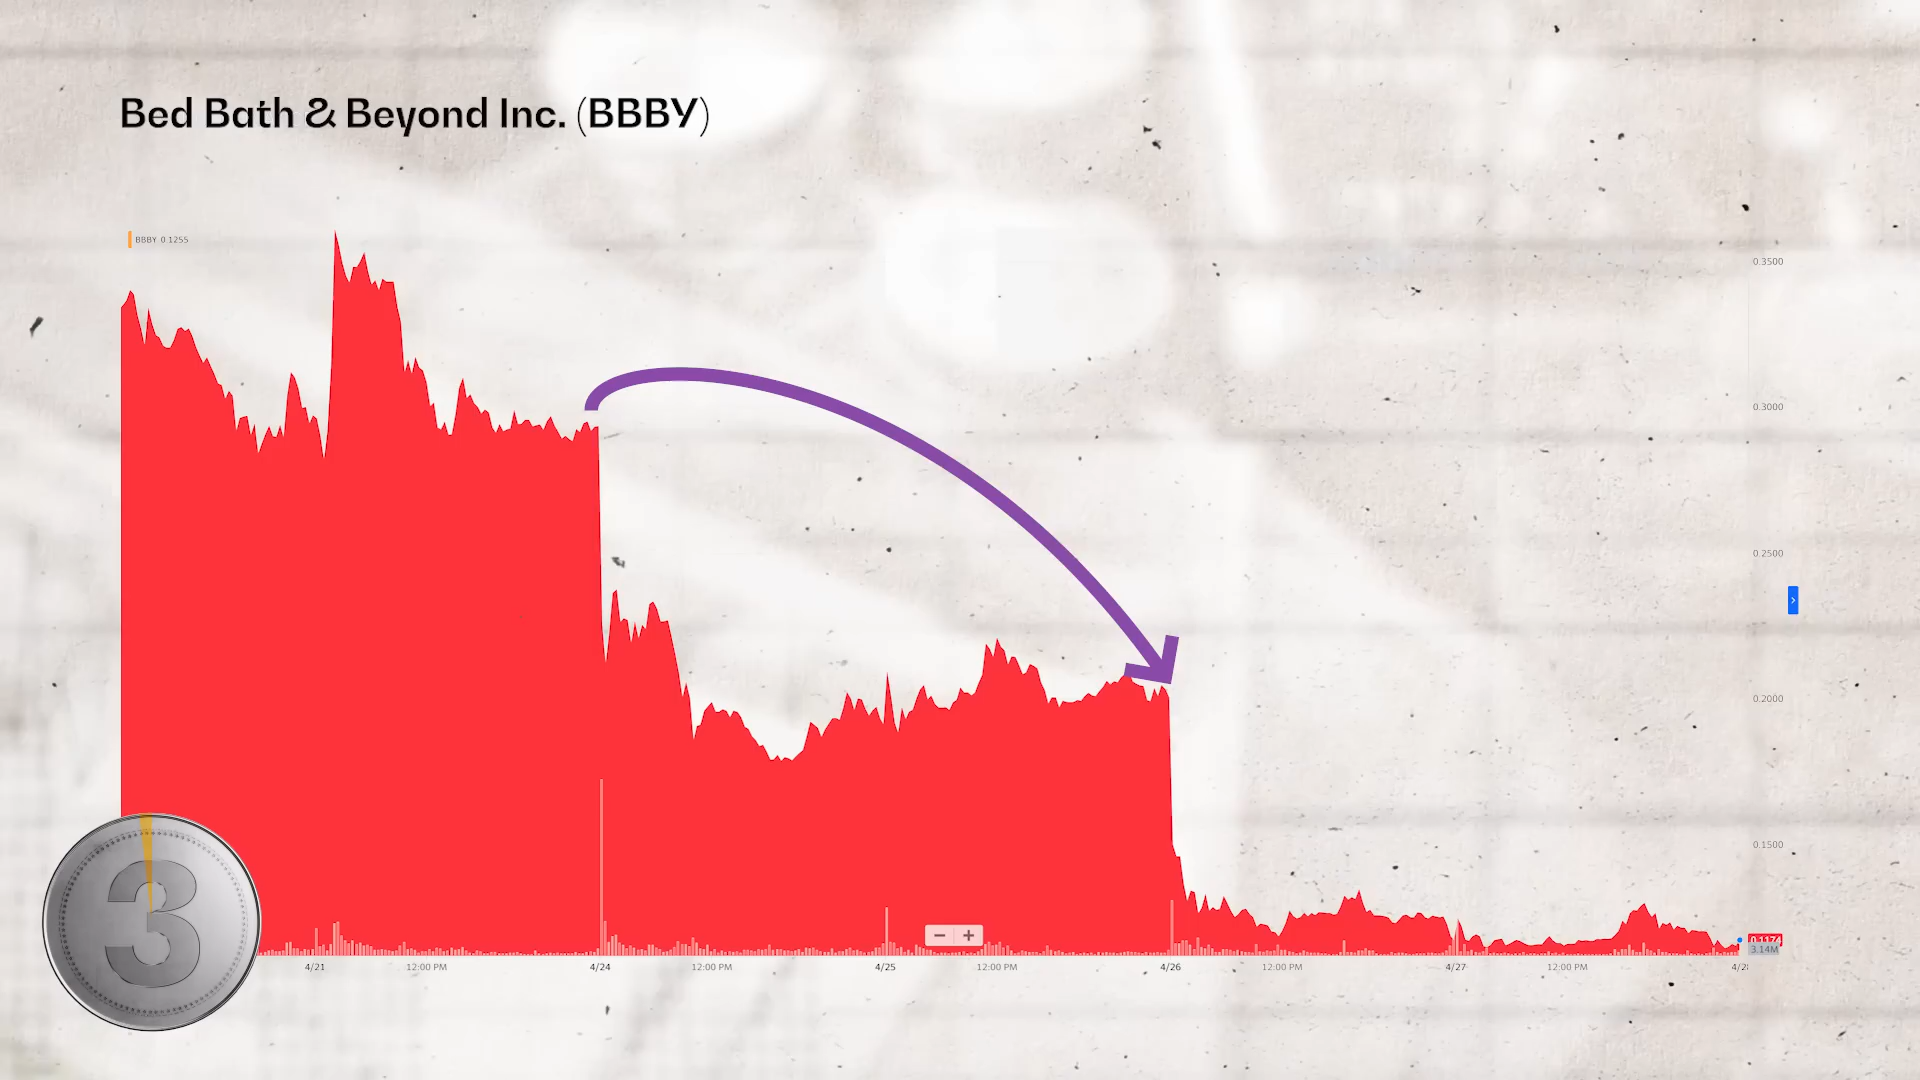 Bed Bath & Beyond Inc. (BBBY)
BBBY 0.1255
0.3500
0.3000
0.2500
0.2000
0.1500
0.1174
3.14M
3
4/21 12:00 PM 4/24 12:00 PM 4/25 12:00 PM 4/26 12:00 PM 4/27 12:00 PM